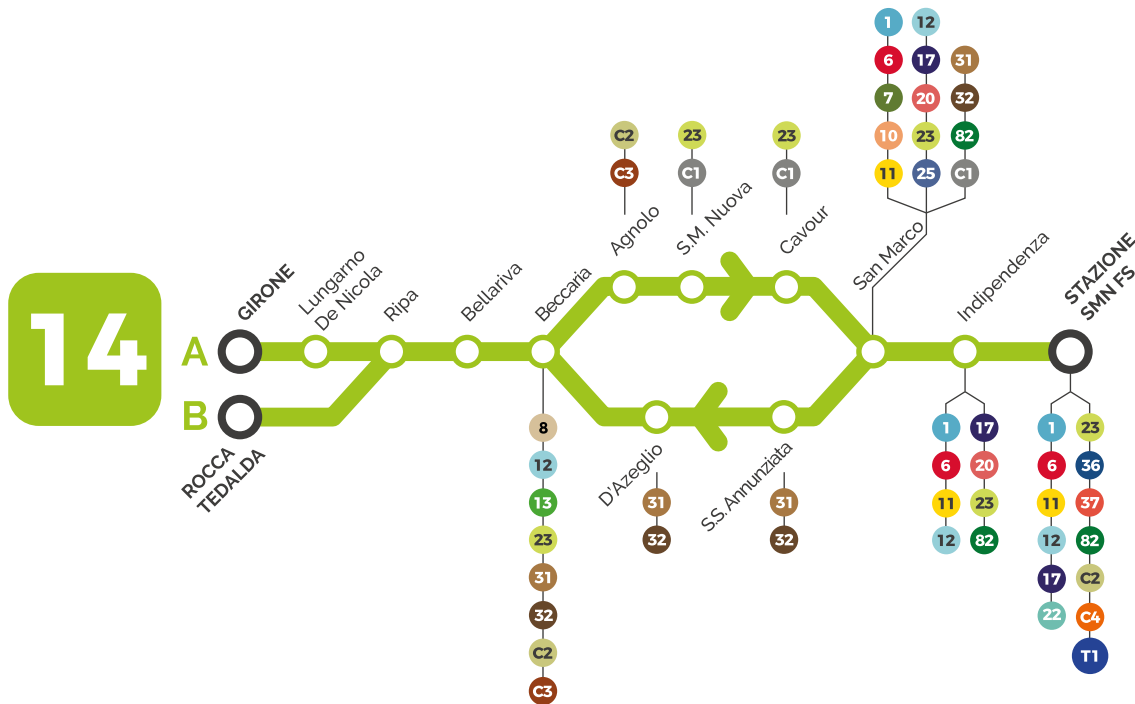 14
A
B
GIRONE
ROCCA
TEDALDA
Lungarno
De Nicola
Ripa
Bellariva
Beccaria
8
12
13
23
31
32
C2
C3
Agnolo
C2
C3
S.M. Nuova
23
C1
Cavour
23
C1
D'Azeglio
31
32
S.S. Annunziata
31
32
San Marco
1 12
6 17 31
7 20 32
10 23 82
11 25 C1
Indipendenza
1 17
6 20
11 23
12 82
STAZIONE
SMN FS
1 23
6 36
11 37
12 82
17 C2
22 C4
T1